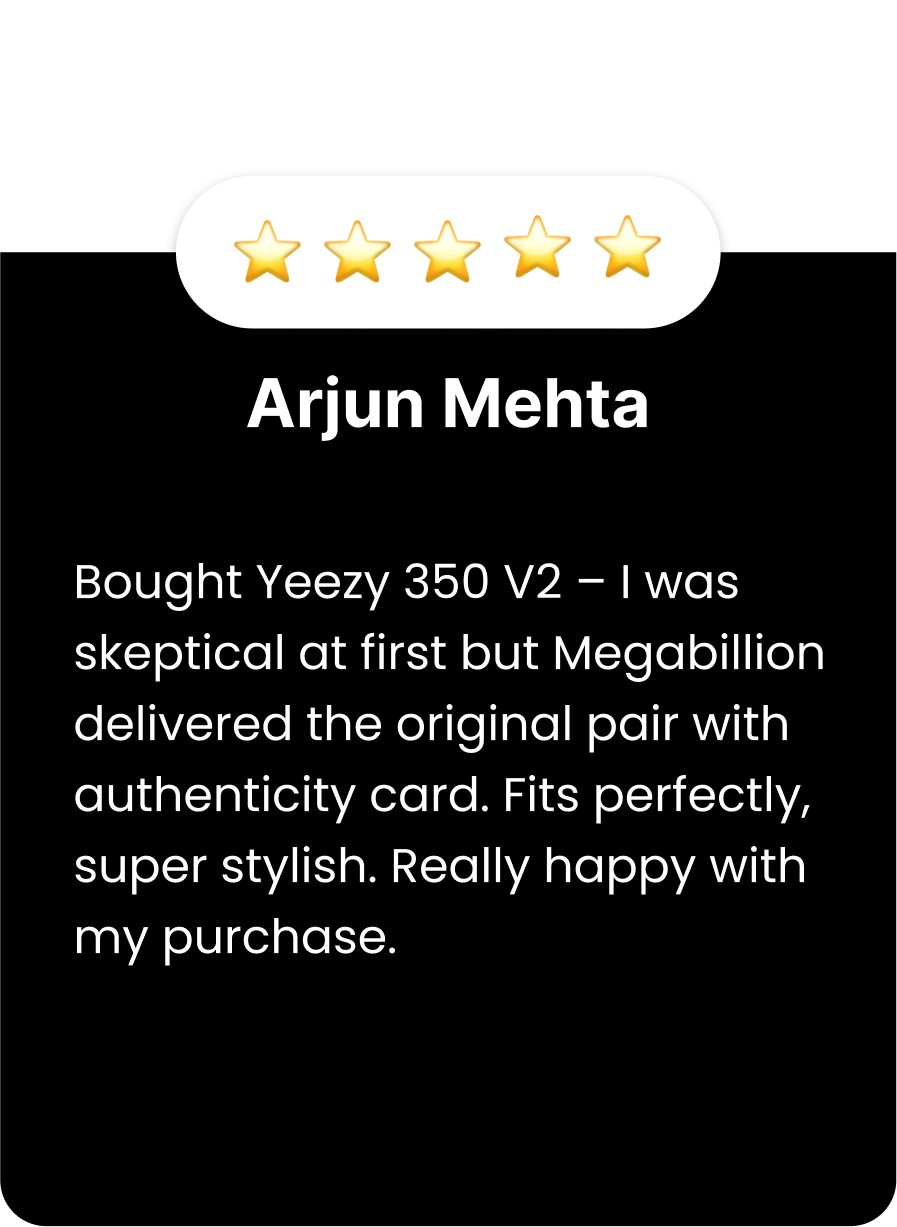 Arjun Mehta
Bought Yeezy 350 V2 – I was
skeptical at first but Megabillion
delivered the original pair with
authenticity card. Fits perfectly,
super stylish. Really happy with
my purchase.